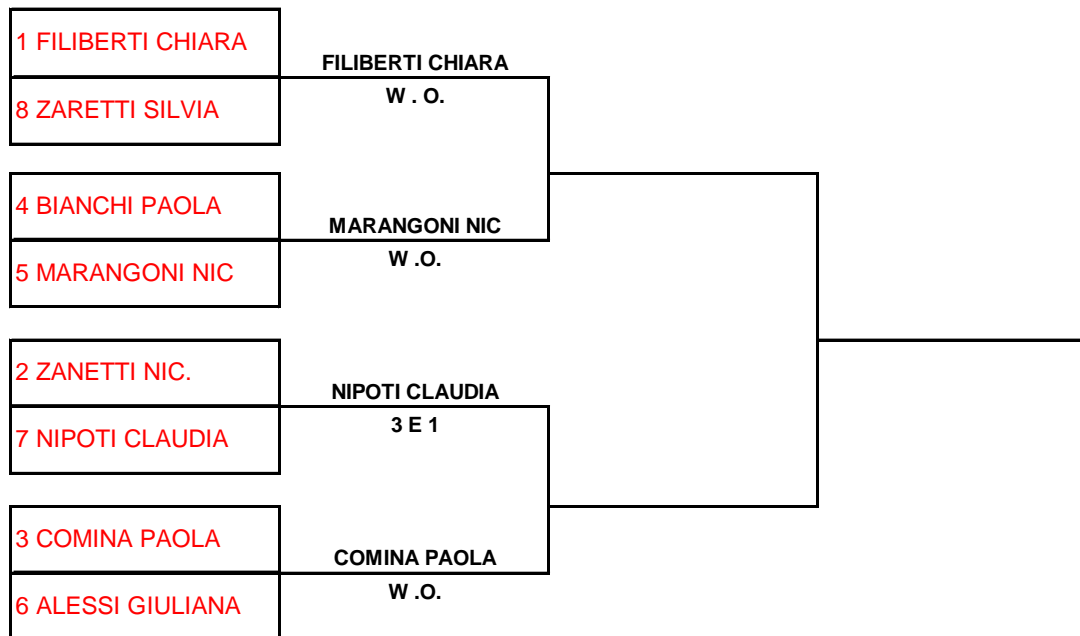 1 FILIBERTI CHIARA
FILIBERTI CHIARA
W . O.
8 ZARETTI SILVIA
4 BIANCHI PAOLA
MARANGONI NIC
W .O.
5 MARANGONI NIC
2 ZANETTI NIC.
NIPOTI CLAUDIA
3 E 1
7 NIPOTI CLAUDIA
3 COMINA PAOLA
COMINA PAOLA
W .O.
6 ALESSI GIULIANA